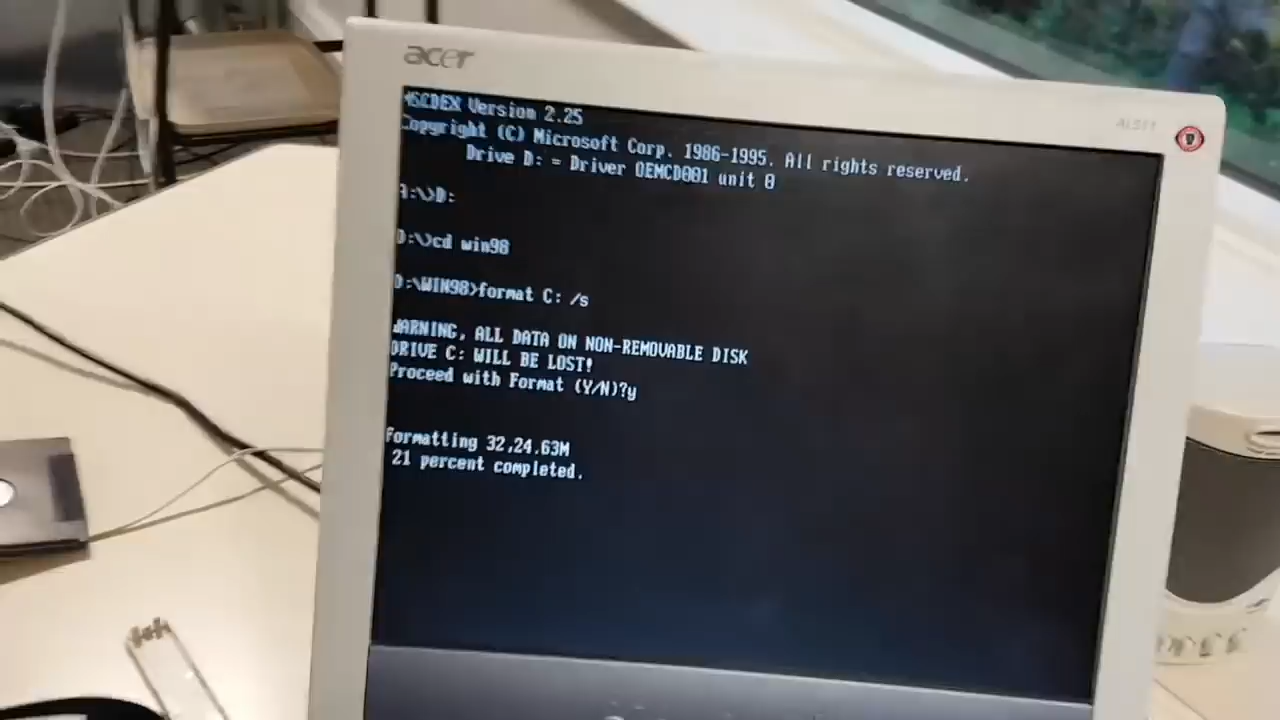 acer
MSCDEX Version 2.25
Copyright (C) Microsoft Corp. 1986-1995. All rights reserved.
Drive D: = Driver OEMCD001 unit 0
A:\>D:
D:\>cd win98
D:\WIN98>format C: /s
WARNING, ALL DATA ON NON-REMOVABLE DISK
DRIVE C: WILL BE LOST!
Proceed with Format (Y/N)?y
Formatting 32,24.63M
21 percent completed.